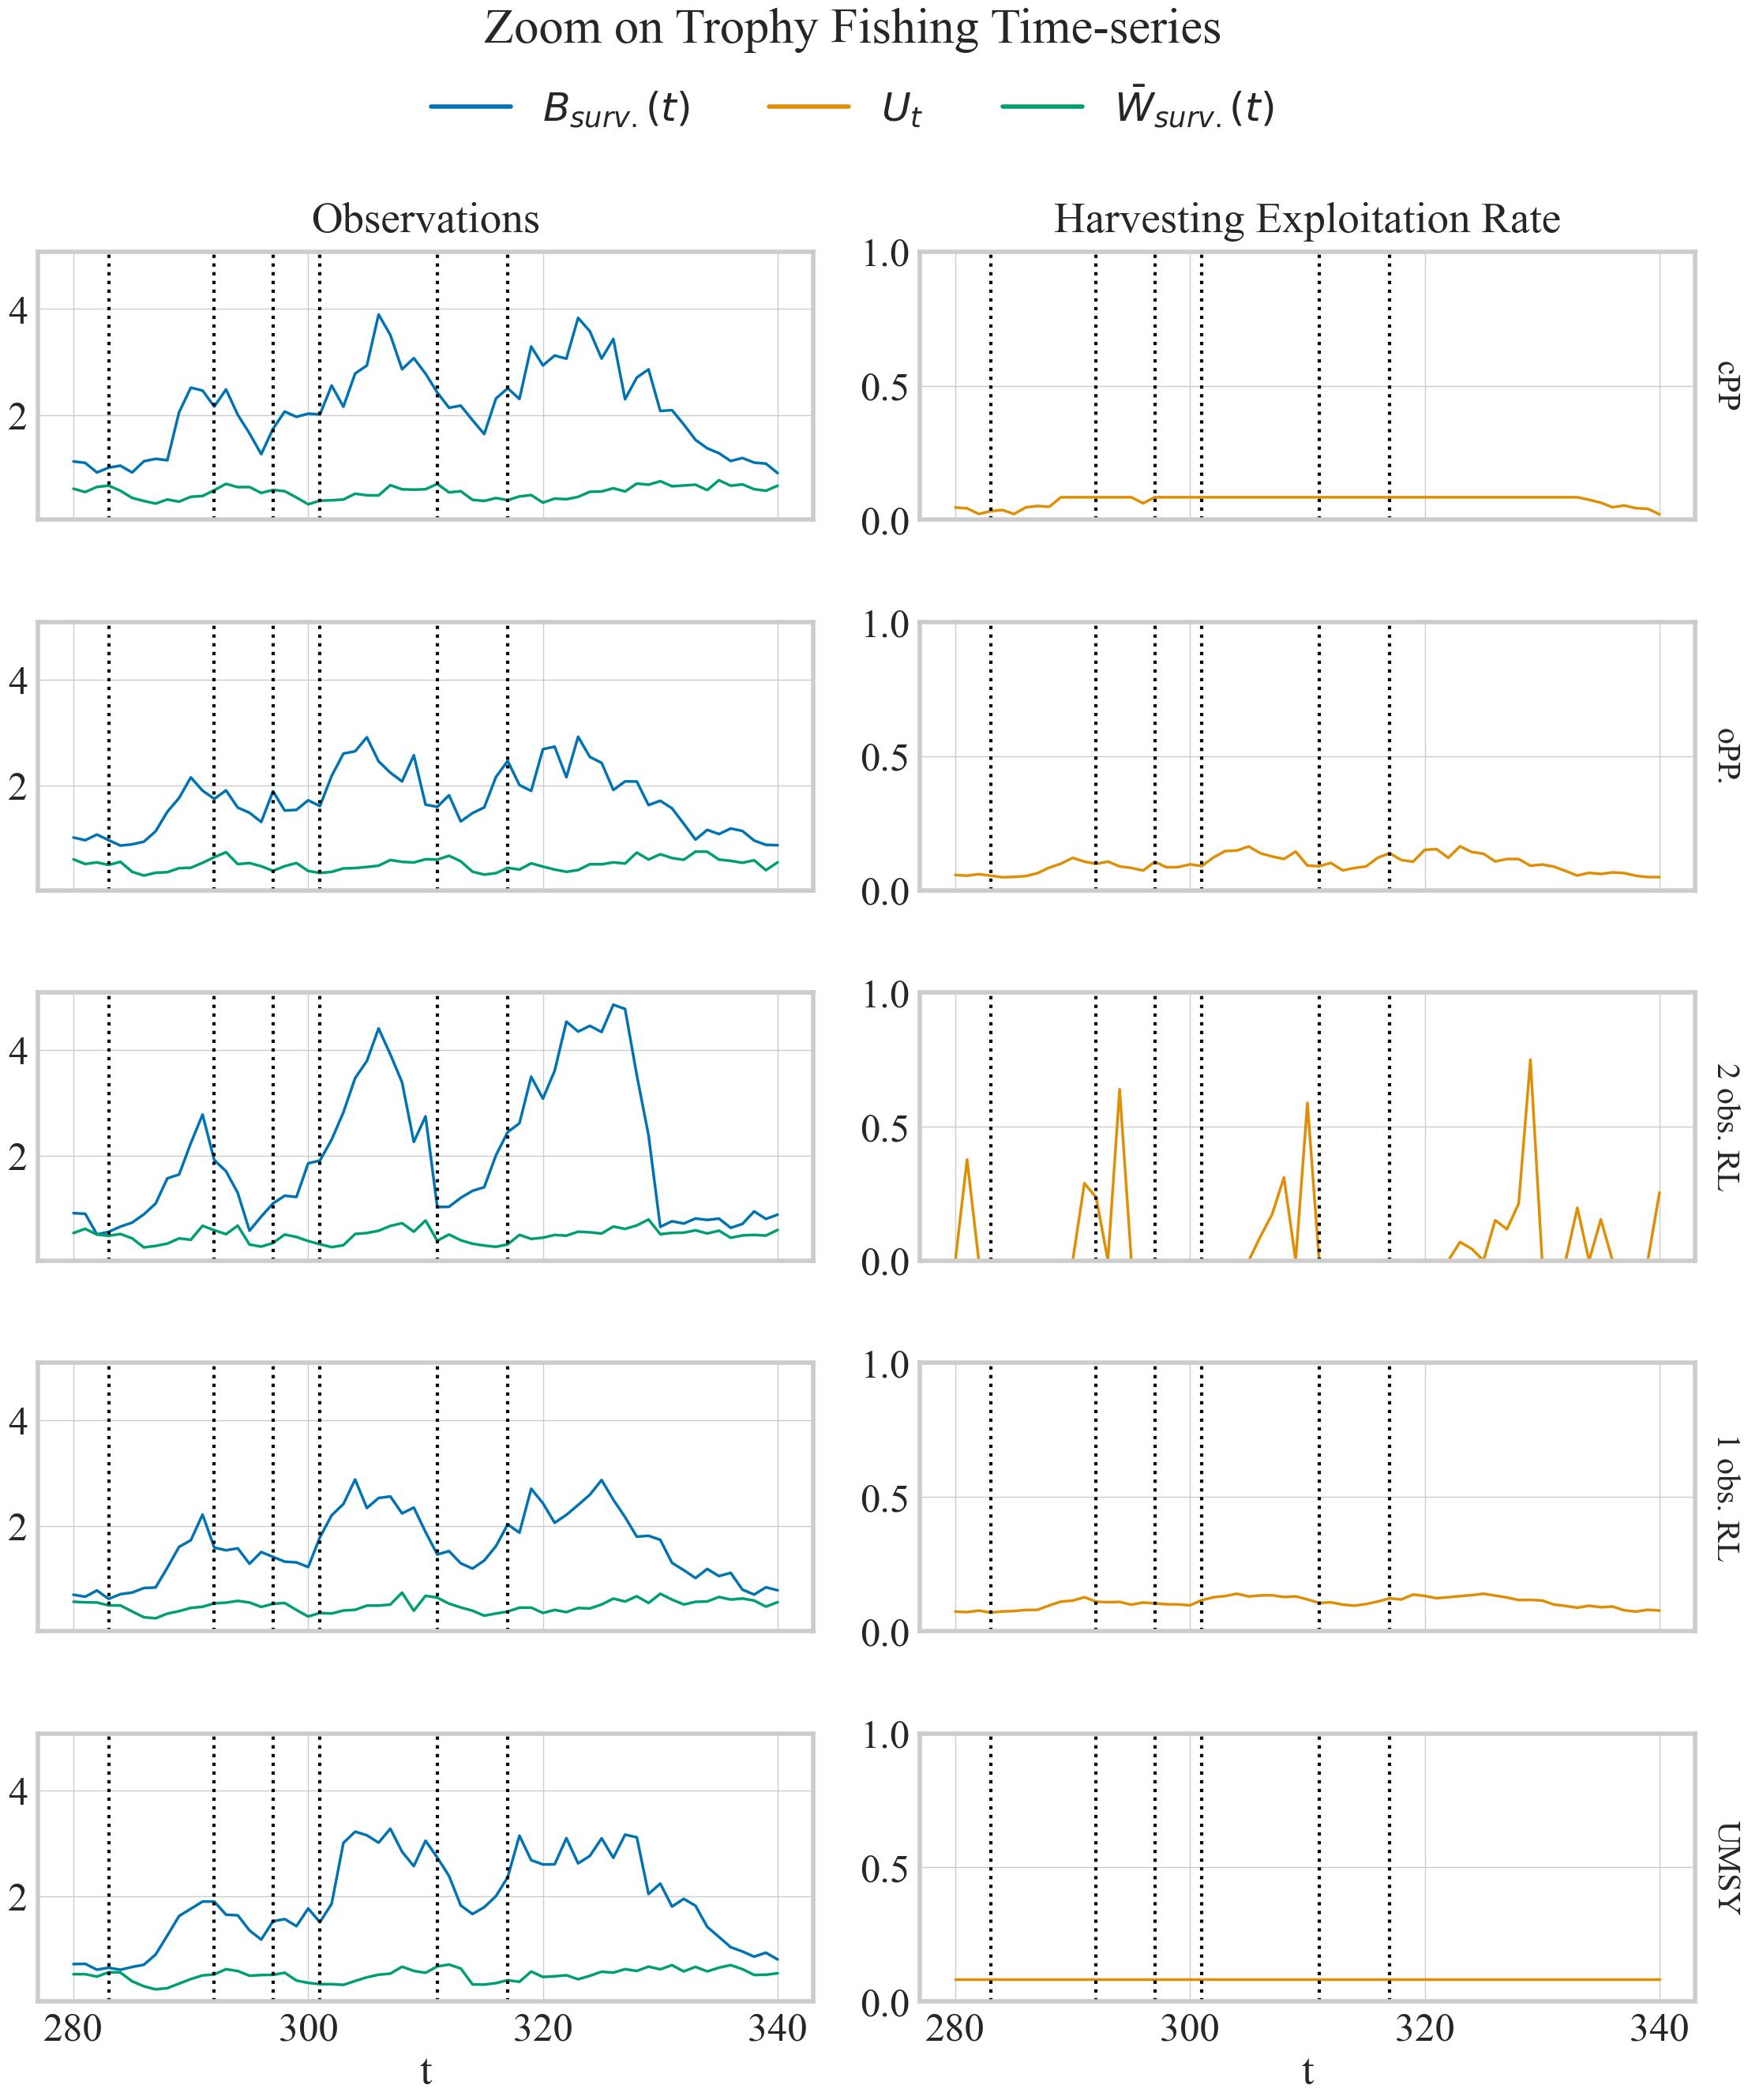 Zoom on Trophy Fishing Time-series
B_{surv.}(t) U_t W̄_{surv.}(t)
Observations Harvesting Exploitation Rate
4
2
1.0
0.5
0.0
cPP
4
2
1.0
0.5
0.0
oPP.
4
2
1.0
0.5
0.0
2 obs. RL
4
2
1.0
0.5
0.0
1 obs. RL
4
2
1.0
0.5
0.0
UMSY
280 300 320 340 280 300 320 340
t t